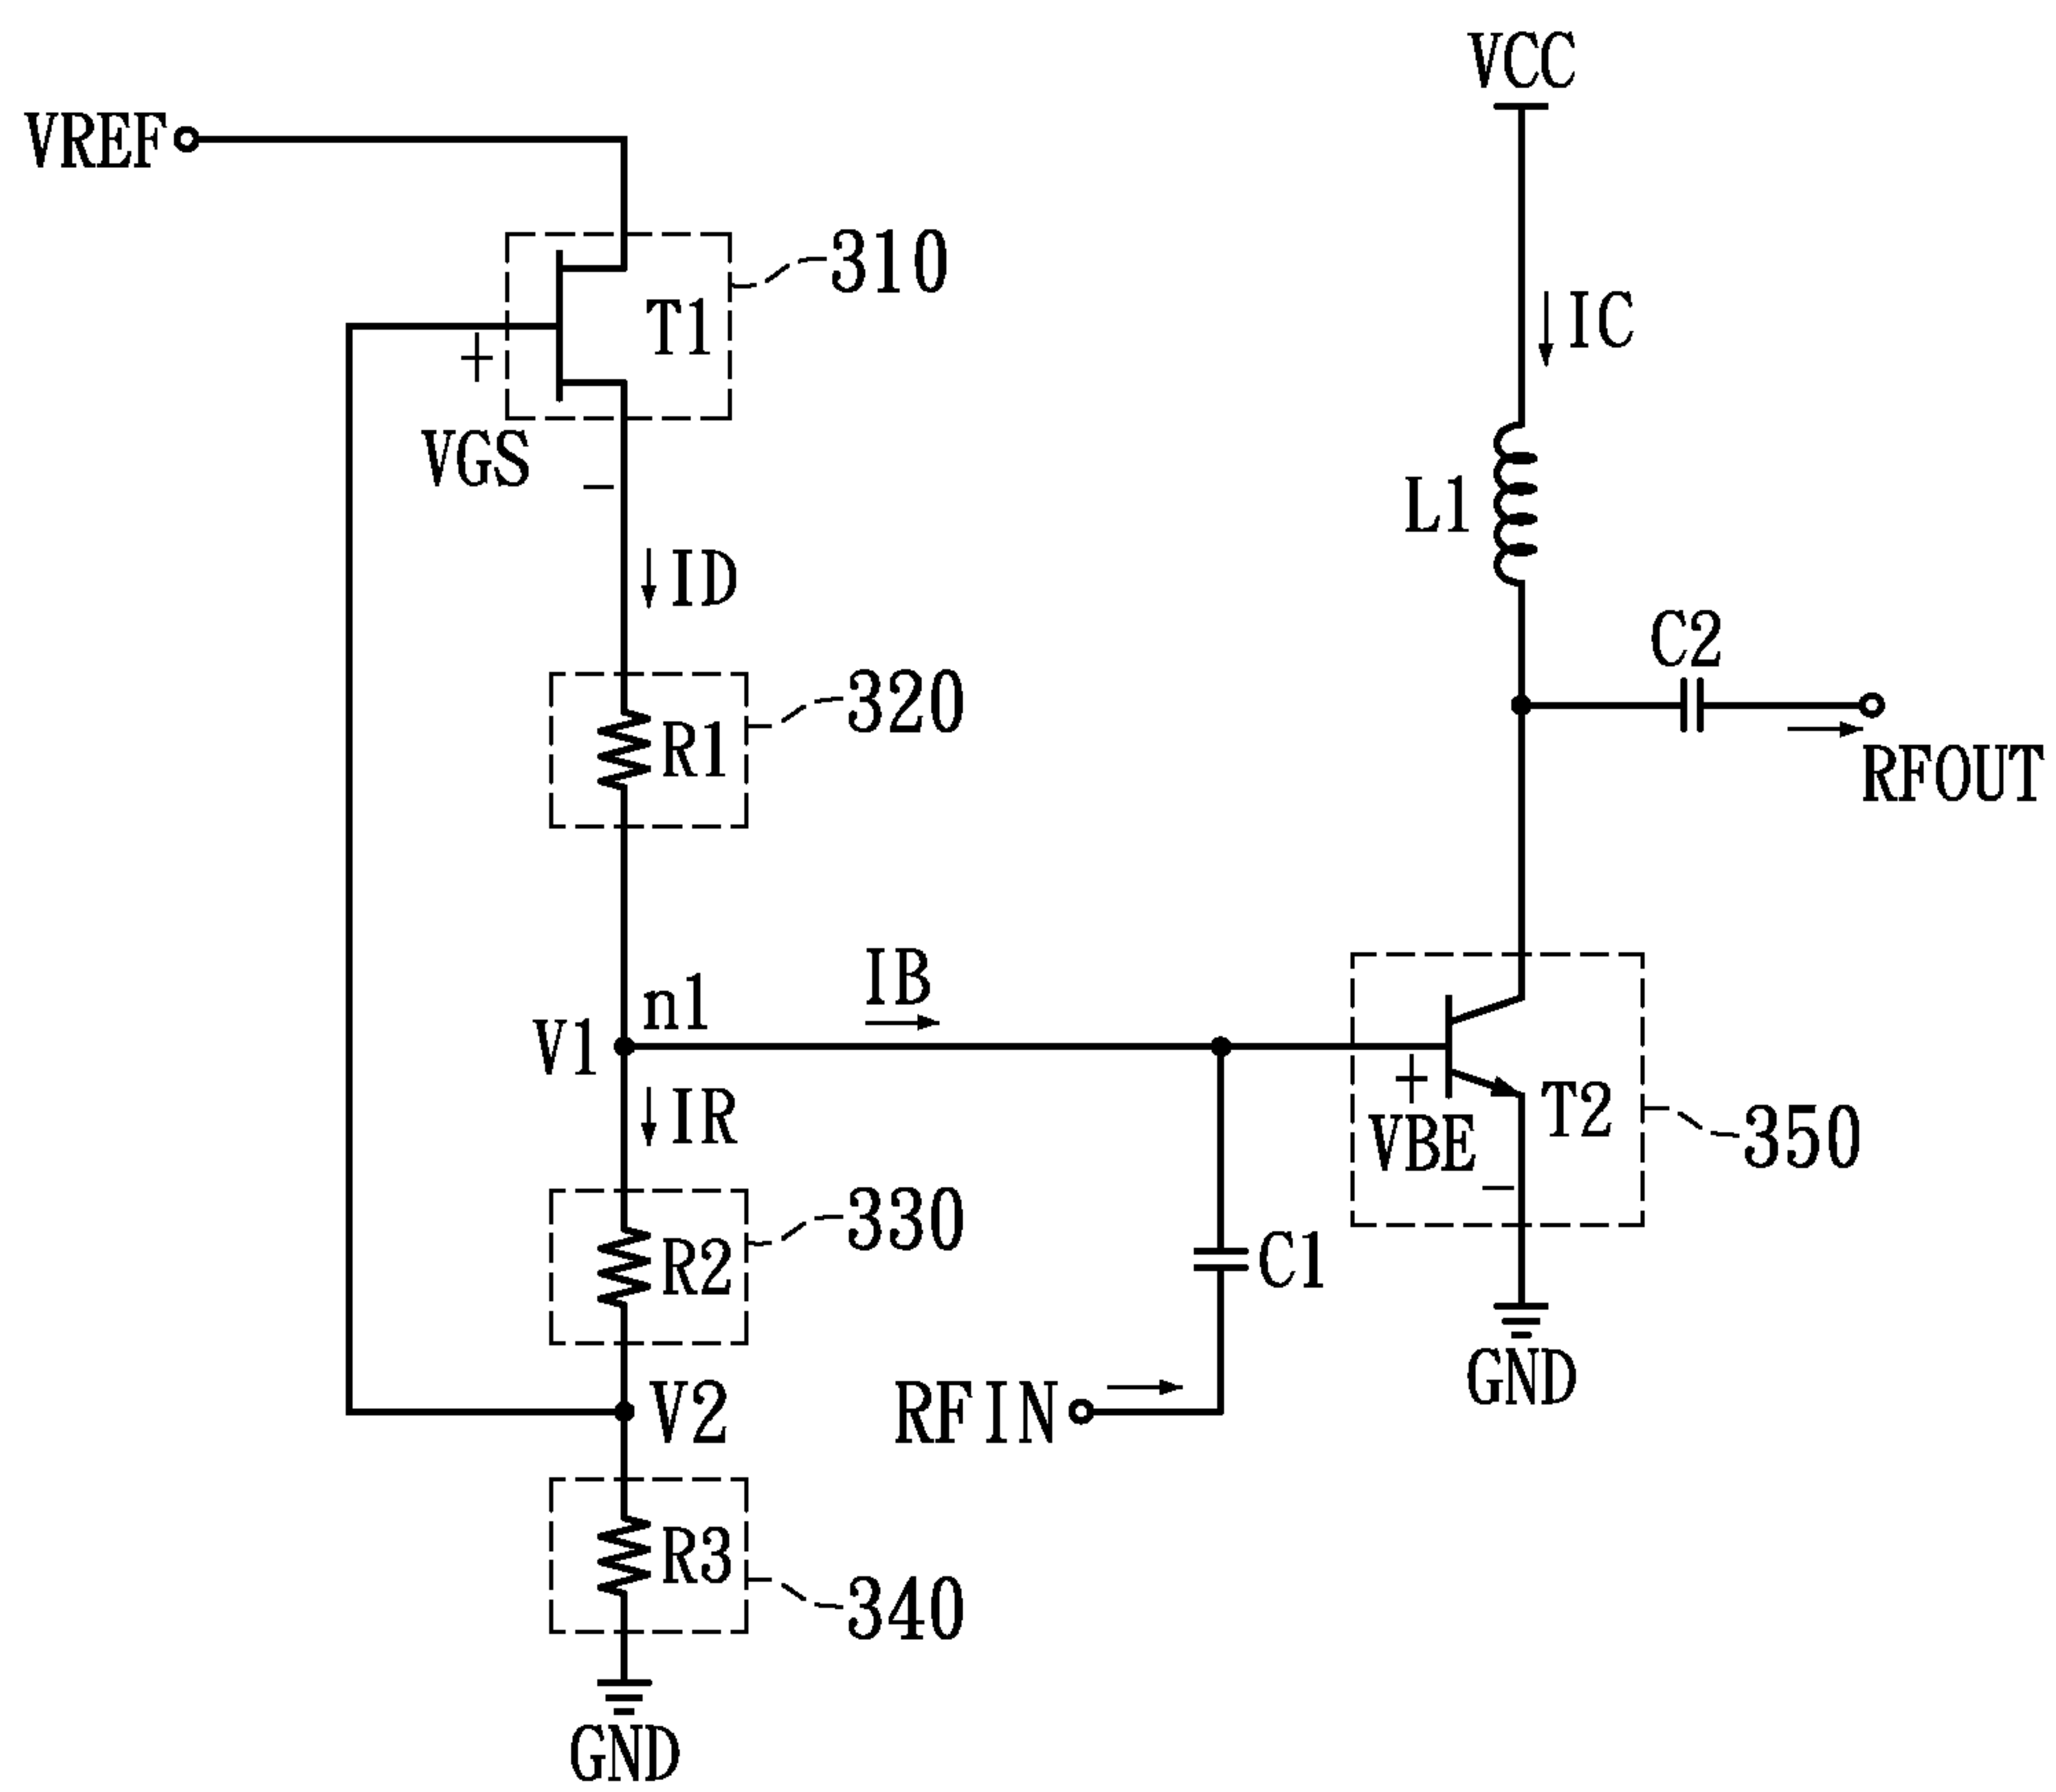 VCC
VREF
310
T1
IC
+
VGS
−
L1
ID
C2
320
R1
RFOUT
IB
n1
V1
+
IR
T2
350
VBE
−
330
R2
C1
V2
RFIN
GND
R3
340
GND